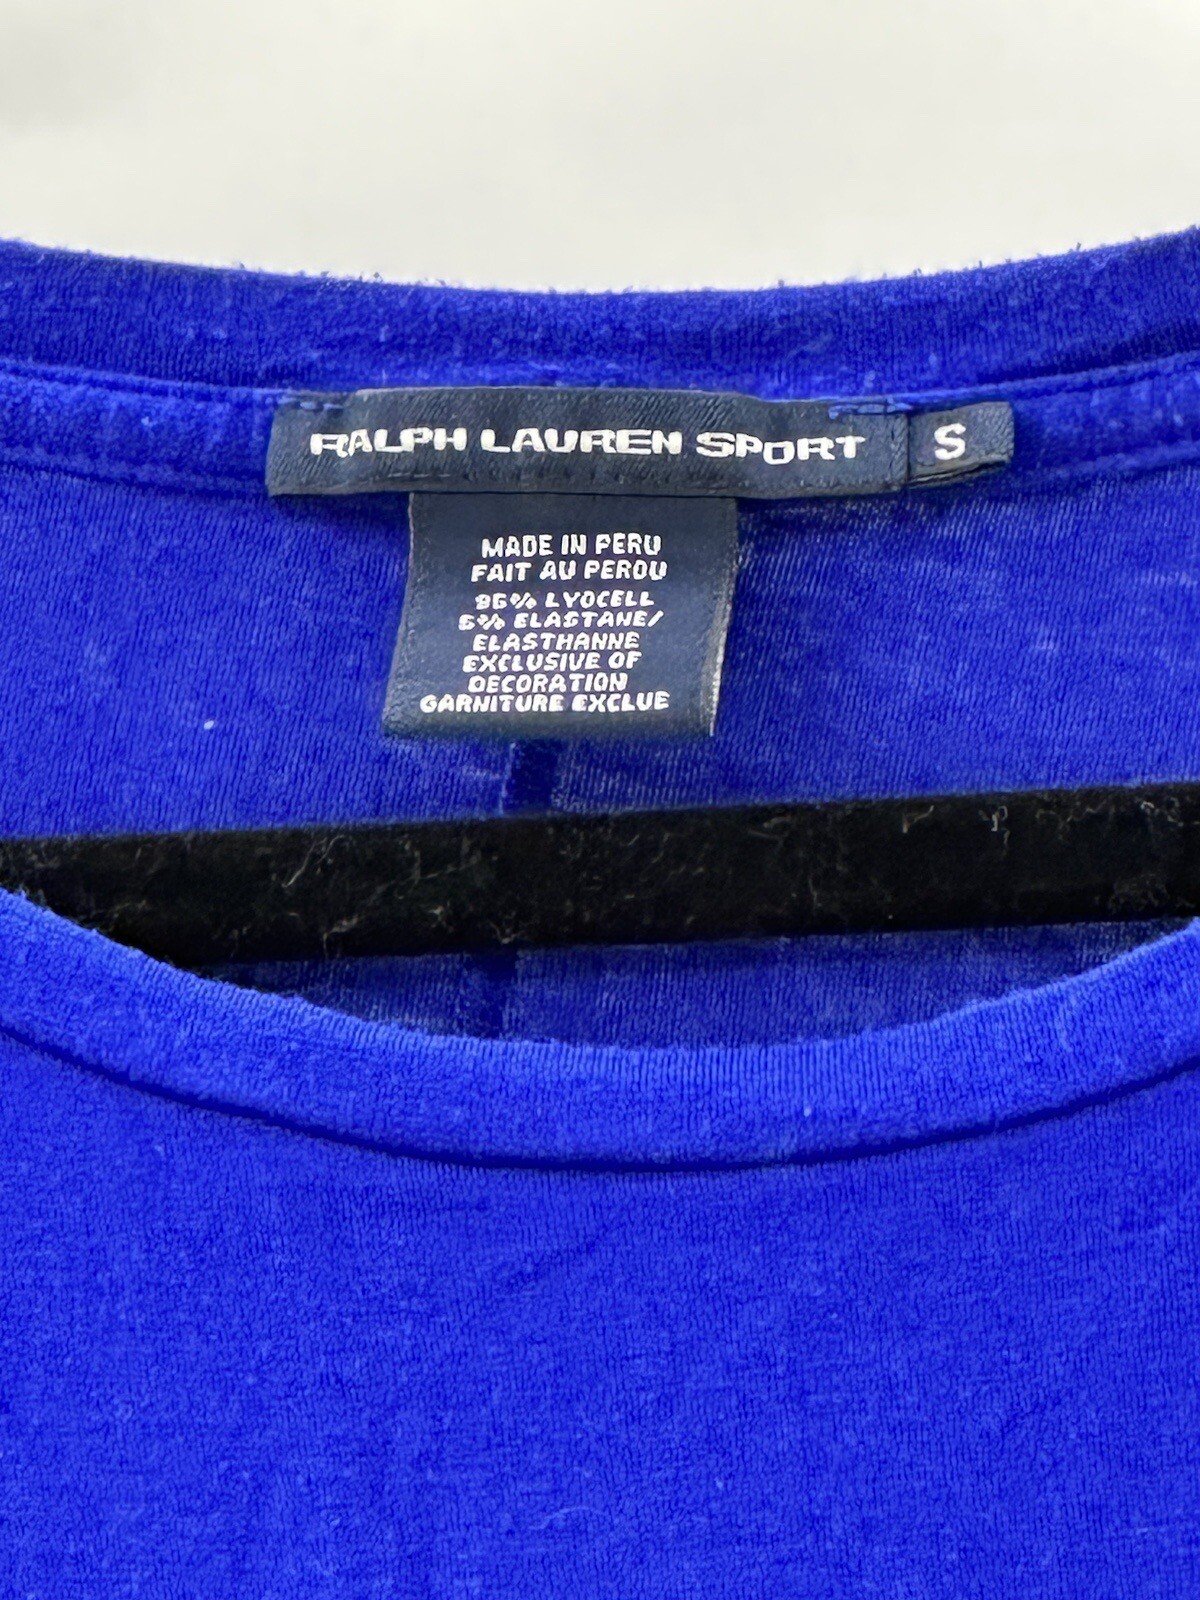 RALPH LAUREN SPORT S
MADE IN PERU
FAIT AU PEROU
95% LYOCELL
5% ELASTANE/
ELASTHANNE
EXCLUSIVE OF
DECORATION
GARNITURE EXCLUE